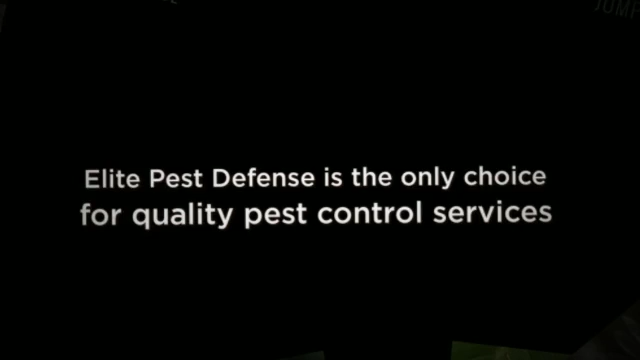 Elite Pest Defense is the only choice
for quality pest control services